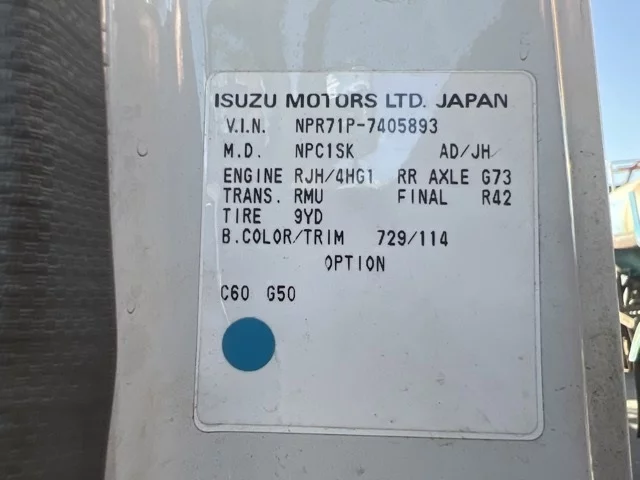 ISUZU MOTORS LTD. JAPAN
V.I.N. NPR71P-7405893
M.D. NPC1SK AD/JH
ENGINE RJH/4HG1 RR AXLE G73
TRANS. RMU FINAL R42
TIRE 9YD
B.COLOR/TRIM 729/114
OPTION
C60 G50